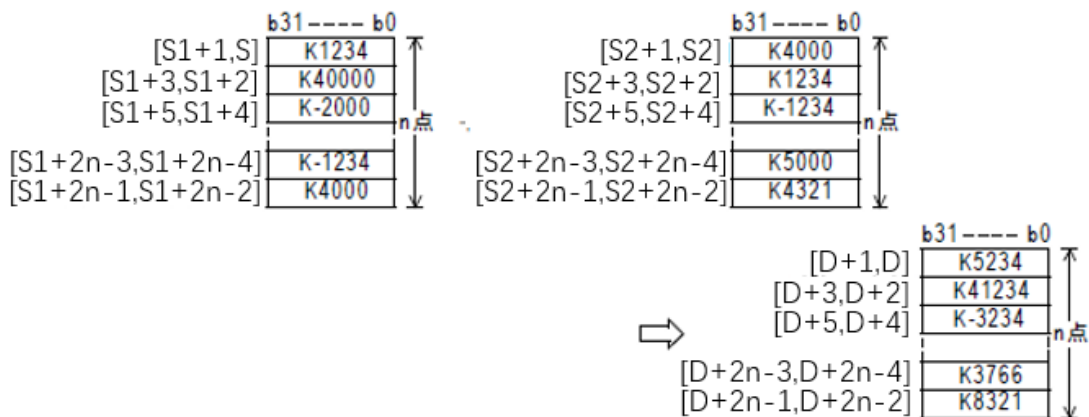 b31 ---- b0 b31 ---- b0
[S1+1,S] K1234 [S2+1,S2] K4000
[S1+3,S1+2] K40000 [S2+3,S2+2] K1234
[S1+5,S1+4] K-2000 [S2+5,S2+4] K-1234
n点 n点
[S1+2n-3,S1+2n-4] K-1234 [S2+2n-3,S2+2n-4] K5000
[S1+2n-1,S1+2n-2] K4000 [S2+2n-1,S2+2n-2] K4321
b31 ---- b0
[D+1,D] K5234
[D+3,D+2] K41234
[D+5,D+4] K-3234
n点
[D+2n-3,D+2n-4] K3766
[D+2n-1,D+2n-2] K8321